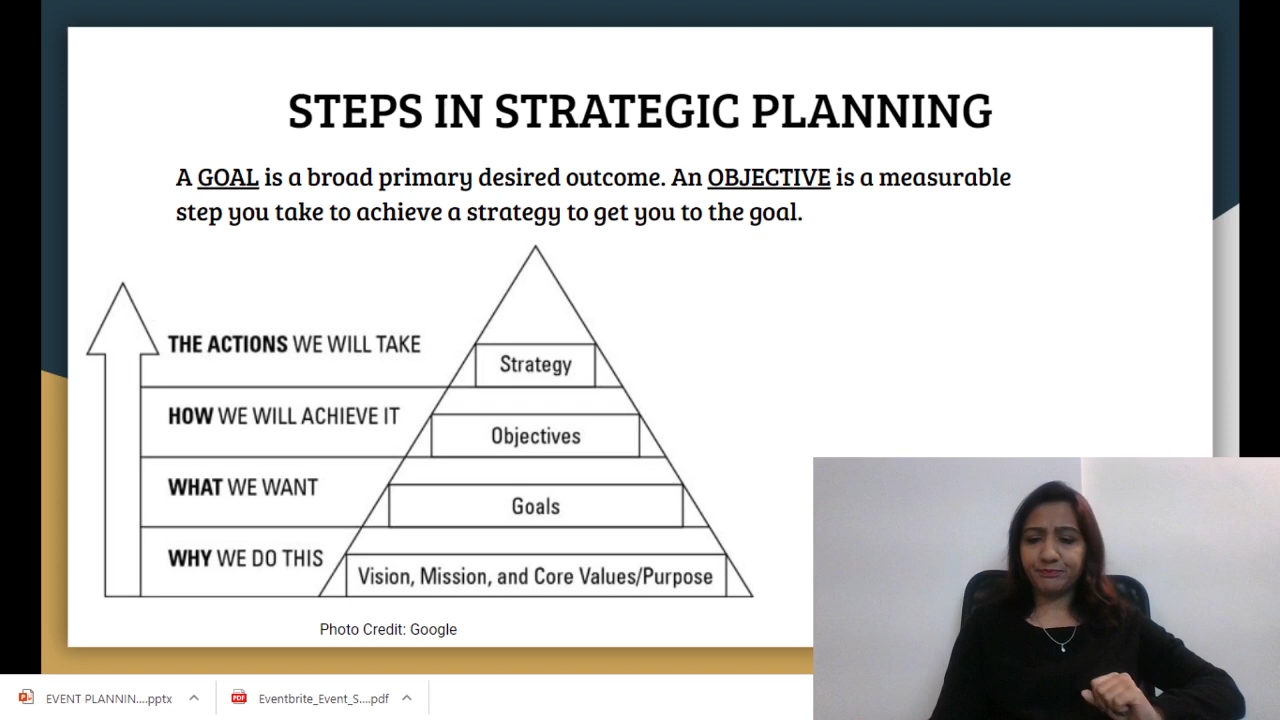 STEPS IN STRATEGIC PLANNING
A GOAL is a broad primary desired outcome. An OBJECTIVE is a measurable
step you take to achieve a strategy to get you to the goal.
THE ACTIONS WE WILL TAKE
Strategy
HOW WE WILL ACHIEVE IT
Objectives
WHAT WE WANT
Goals
WHY WE DO THIS
Vision, Mission, and Core Values/Purpose
Photo Credit: Google
EVENT PLANNIN....pptx
PDF
Eventbrite_Event_S....pdf